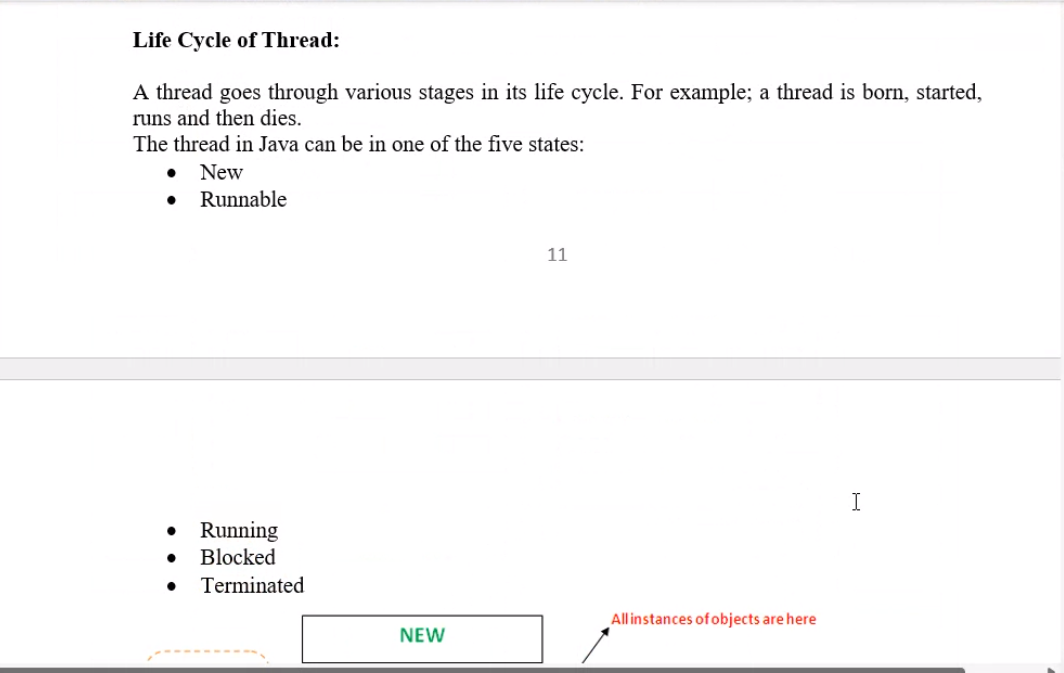 Life Cycle of Thread:
A thread goes through various stages in its life cycle. For example; a thread is born, started,
runs and then dies.
The thread in Java can be in one of the five states:
• New
• Runnable
11
• Running
• Blocked
• Terminated
All instances of objects are here
NEW